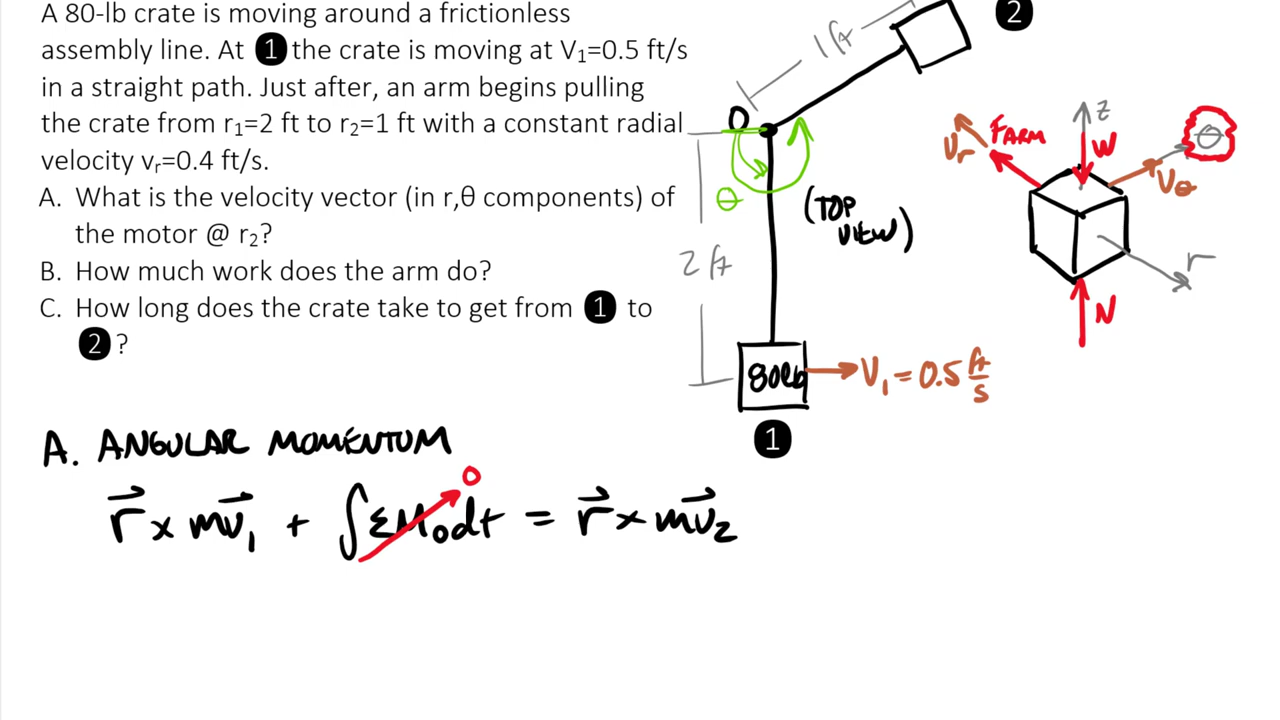 A 80-lb crate is moving around a frictionless
assembly line. At 1 the crate is moving at V₁=0.5 ft/s
in a straight path. Just after, an arm begins pulling
the crate from r₁=2 ft to r₂=1 ft with a constant radial
velocity vᵣ=0.4 ft/s.
A. What is the velocity vector (in r,θ components) of
the motor @ r₂?
B. How much work does the arm do?
C. How long does the crate take to get from 1 to
2 ?
1 ft
2
O
θ
(TOP
VIEW)
2 ft
80lb
V₁ = 0.5 ft/s
1
z
W
FARM
Vr
θ
Vθ
r
N
A. ANGULAR MOMENTUM
r⃗ × mv⃗₁ + ∫ΣM₀dt = r⃗ × mv⃗₂
0